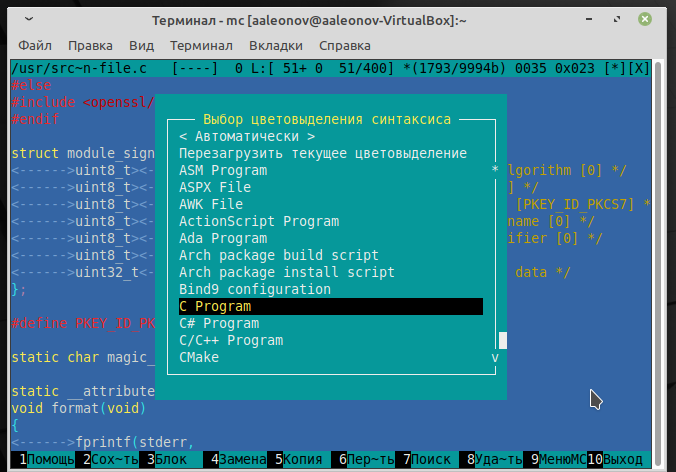 Терминал - mc [aaleonov@aaleonov-VirtualBox]:~
Файл Правка Вид Терминал Вкладки Справка
/usr/src~n-file.c [----] 0 L:[ 51+ 0 51/400] *(1793/9994b) 0035 0x023 [*][X]
#else
#include <openssl/
#endif
Выбор цветовыделения синтаксиса
< Автоматически >
struct module_sign Перезагрузить текущее цветовыделение
<------>uint8_t><- ASM Program * lgorithm [0] */
<------>uint8_t><- ASPX File ] */
<------>uint8_t><- AWK File [PKEY_ID_PKCS7] *
<------>uint8_t><- ActionScript Program name [0] */
<------>uint8_t><- Ada Program ifier [0] */
<------>uint8_t><- Arch package build script
<------>uint32_t<- Arch package install script data */
}; Bind9 configuration
C Program
#define PKEY_ID_PK C# Program
C/C++ Program
static char magic_ CMake v
static __attribute
void format(void)
{
<------>fprintf(stderr,
1Помощь 2Сох~ть 3Блок 4Замена 5Копия 6Пер~ть 7Поиск 8Уда~ть 9МенюMC 10Выход